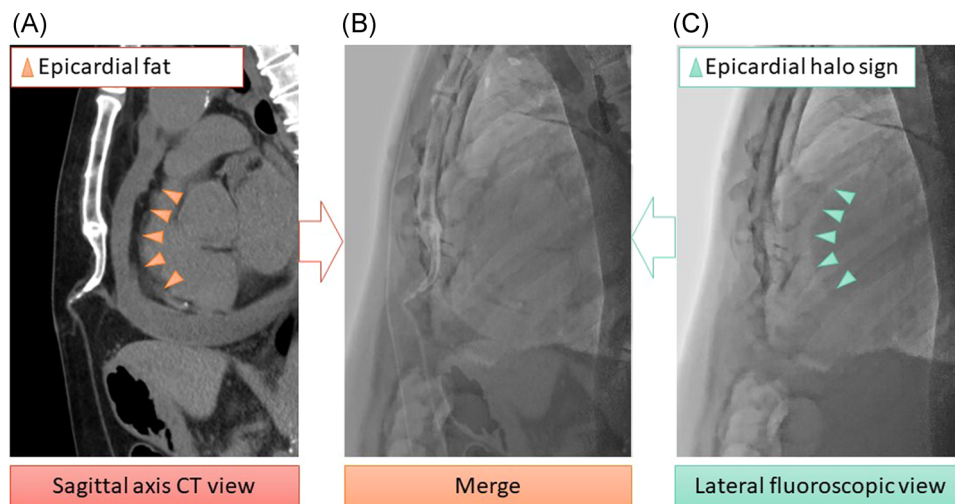 (A)
(B)
(C)
Epicardial fat
Epicardial halo sign
Sagittal axis CT view
Merge
Lateral fluoroscopic view